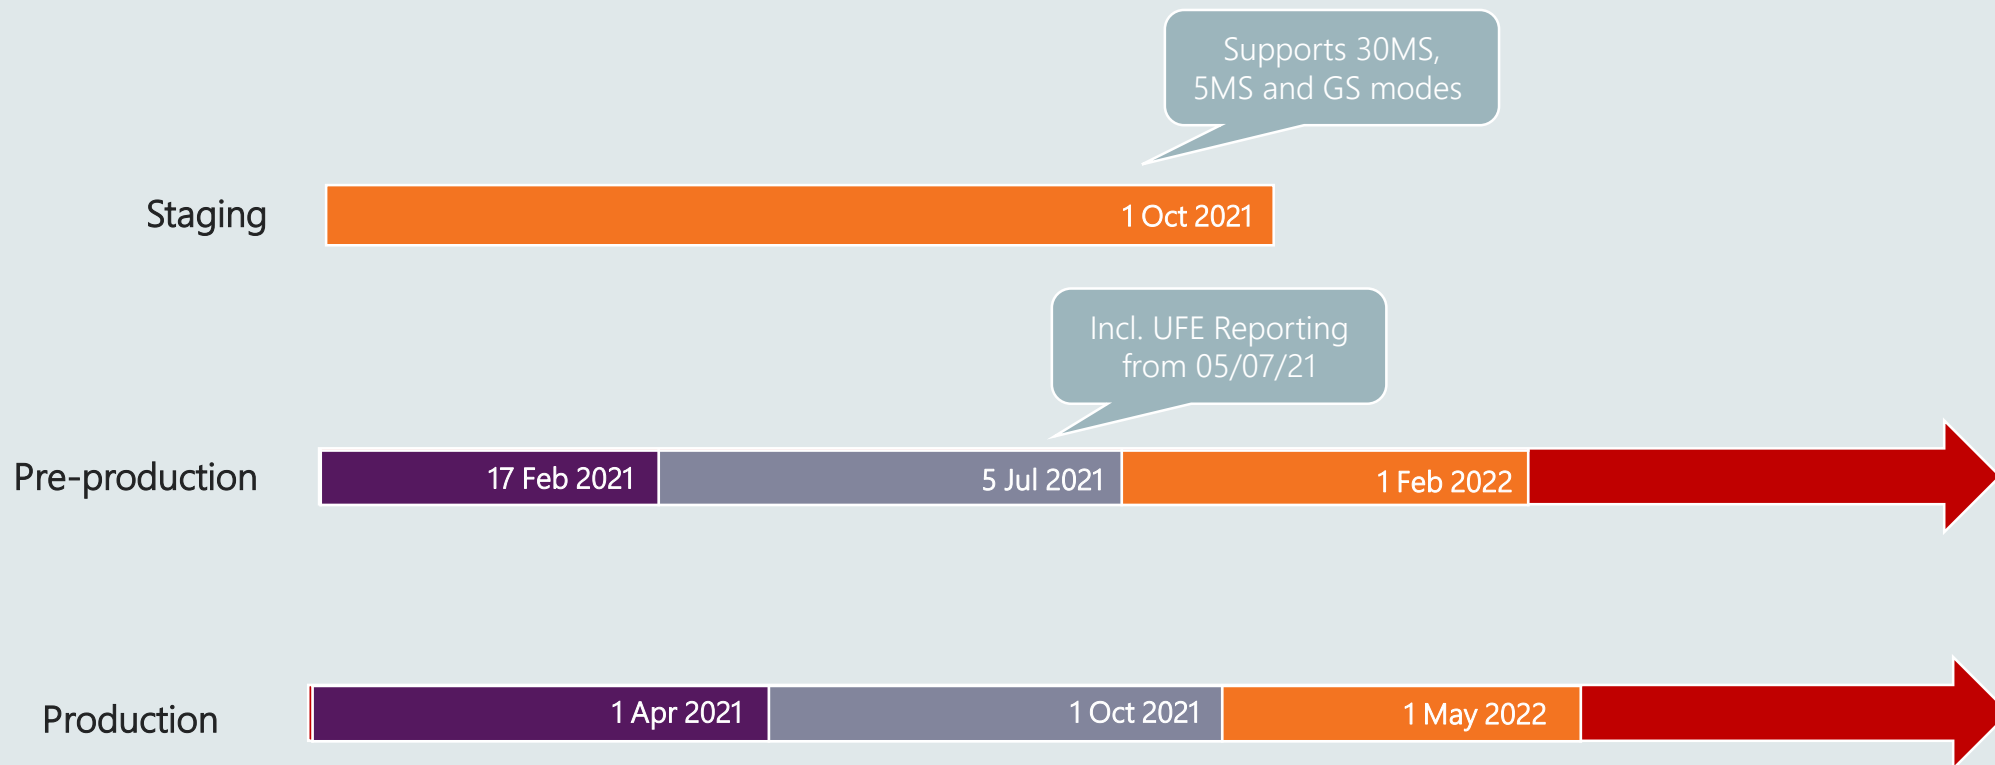 Supports 30MS,
5MS and GS modes
Staging
1 Oct 2021
Incl. UFE Reporting
from 05/07/21
Pre-production
17 Feb 2021
5 Jul 2021
1 Feb 2022
Production
1 Apr 2021
1 Oct 2021
1 May 2022